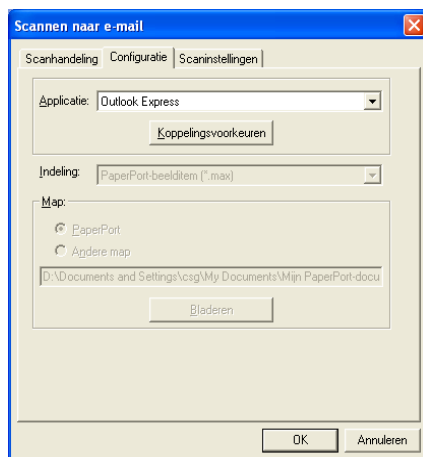 Scannen naar e-mail
Scanhandeling Configuratie Scaninstellingen
Applicatie: Outlook Express
Koppelingsvoorkeuren
Indeling: PaperPort-beelditem (*.max)
Map:
PaperPort
Andere map
D:\Documents and Settings\csg\My Documents\Mijn PaperPort-docu
Bladeren
OK Annuleren